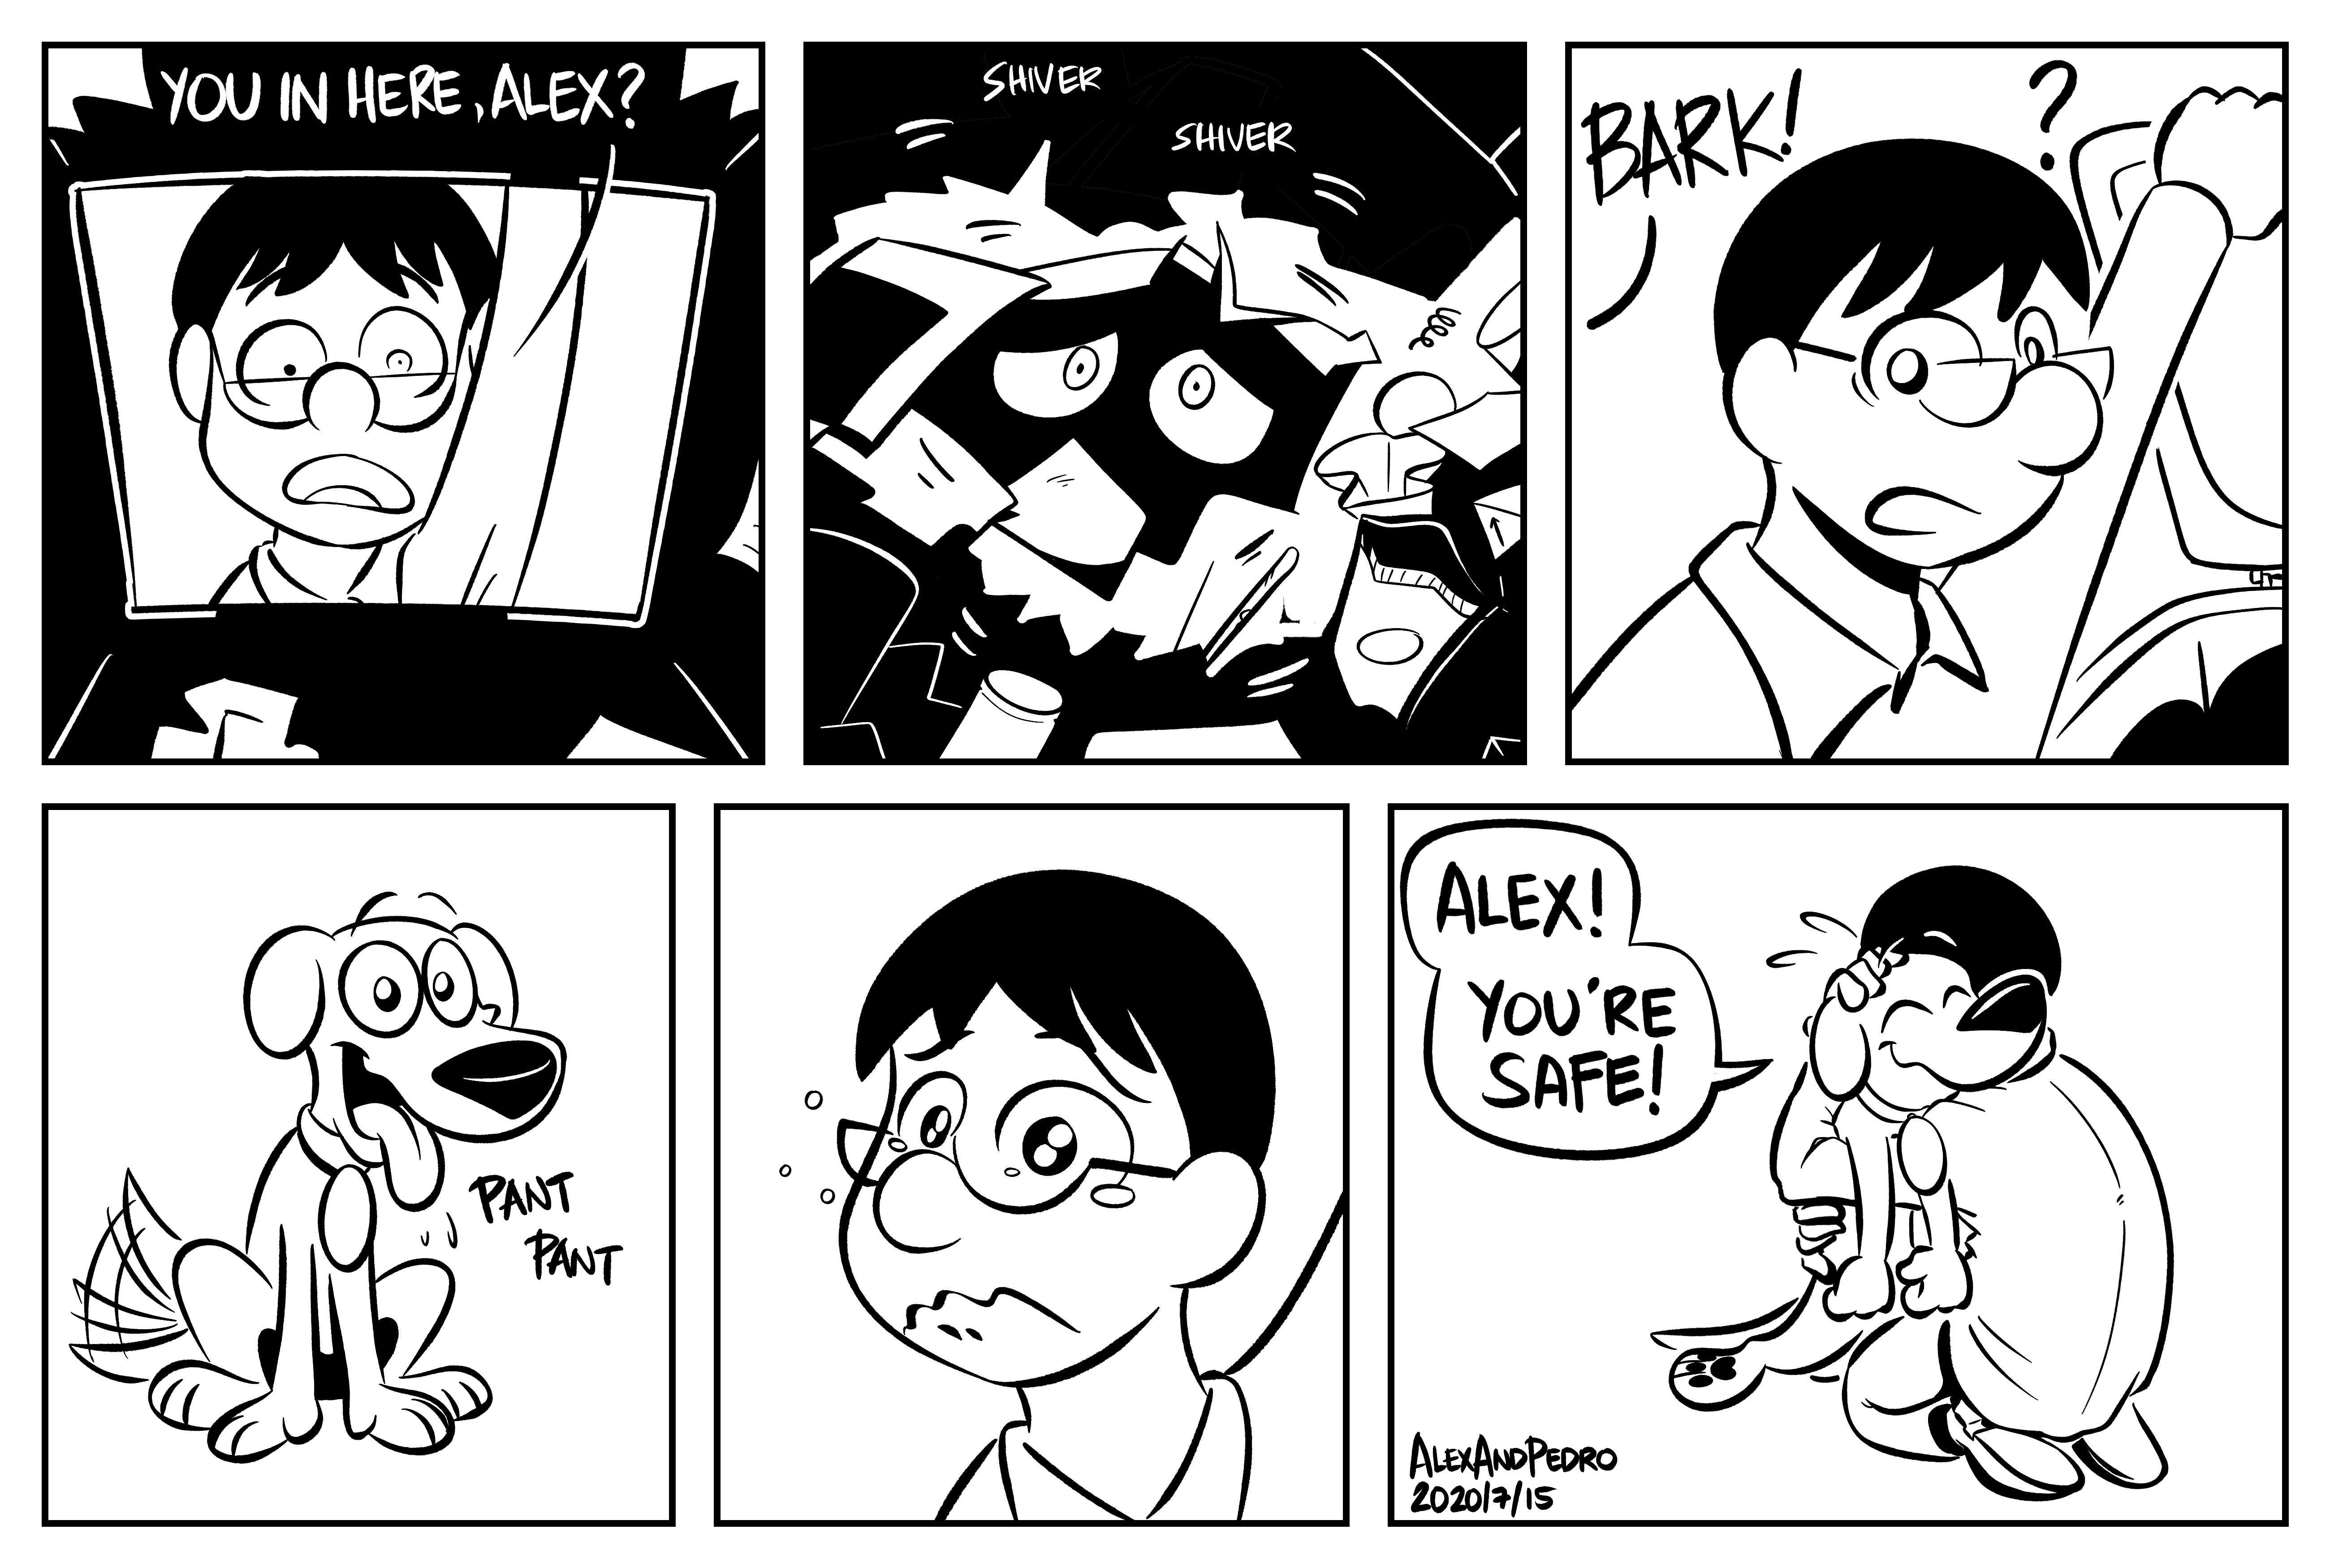 YOU IN HERE, ALEX?
SHIVER
SHIVER
BARK!
?
PANT
PANT
ALEX!
YOU'RE
SAFE!
ALEXANDPEDRO
2020/7/15